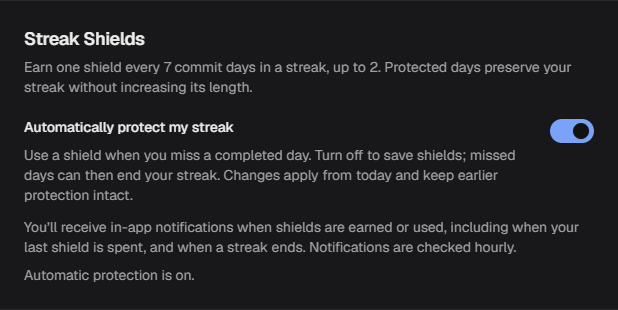 Streak Shields
Earn one shield every 7 commit days in a streak, up to 2. Protected days preserve your
streak without increasing its length.
Automatically protect my streak
Use a shield when you miss a completed day. Turn off to save shields; missed
days can then end your streak. Changes apply from today and keep earlier
protection intact.
You’ll receive in-app notifications when shields are earned or used, including when your
last shield is spent, and when a streak ends. Notifications are checked hourly.
Automatic protection is on.